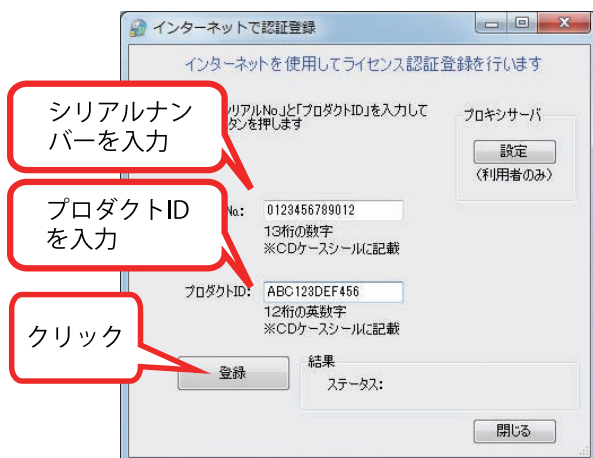 インターネットで認証登録
インターネットを使用してライセンス認証登録を行います
シリアルナン
バーを入力
リアルNo.」と「プロダクトID」を入力して
タンを押します
プロキシサーバ
設定
(利用者のみ)
プロダクトID
を入力
No.: 0123456789012
13桁の数字
※CDケースシールに記載
プロダクトID: ABC123DEF456
12桁の英数字
※CDケースシールに記載
クリック
登録
結果
ステータス:
閉じる